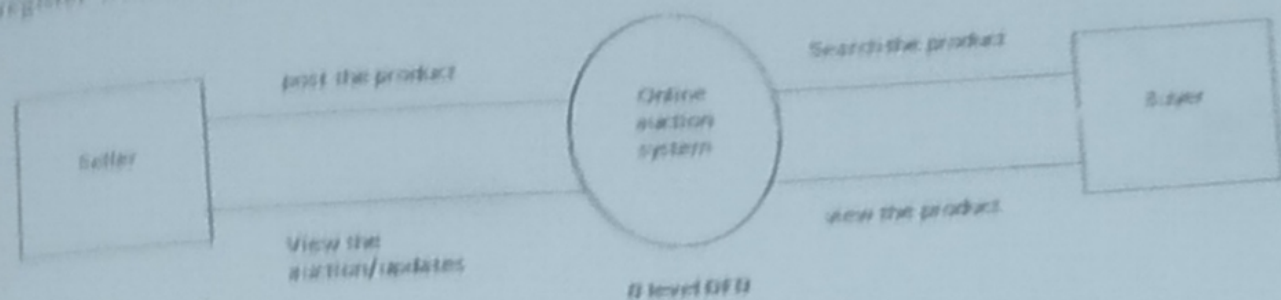 post the product
Search the product
Seller
Online
auction
system
Buyer
View the
auction/updates
view the product
0 level DFD